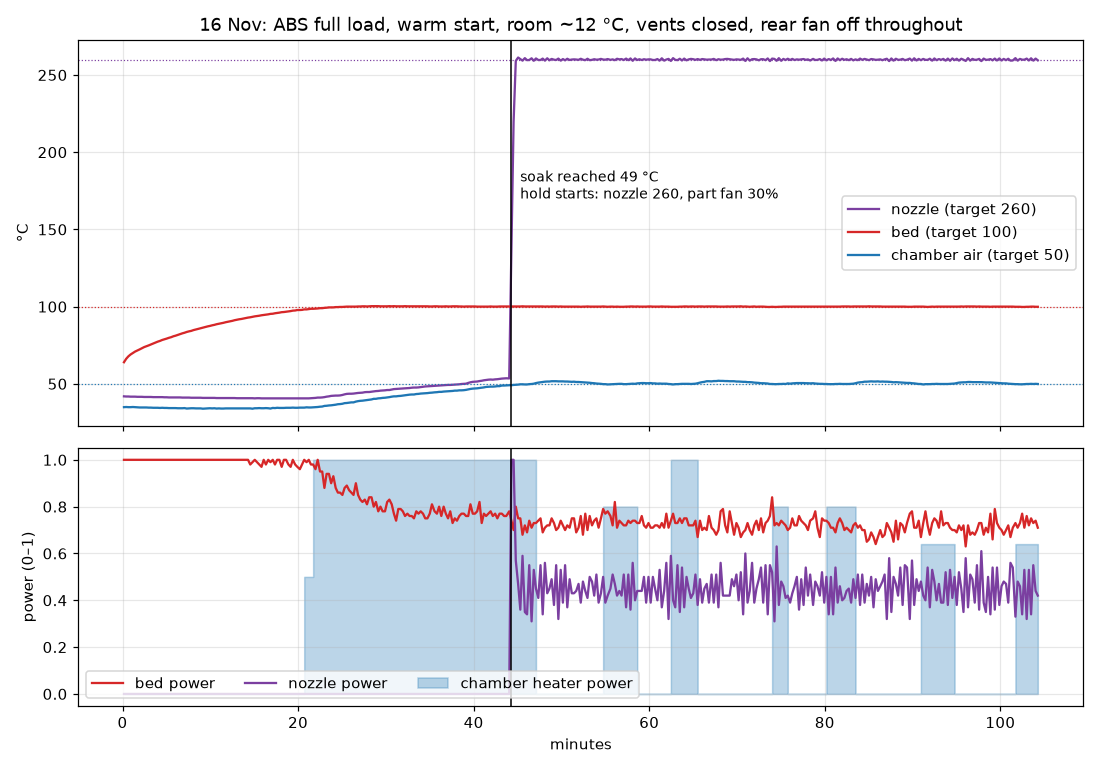 16 Nov: ABS full load, warm start, room ~12 °C, vents closed, rear fan off throughout
250
200
150
100
50
°C
soak reached 49 °C
hold starts: nozzle 260, part fan 30%
nozzle (target 260)
bed (target 100)
chamber air (target 50)
1.0
0.8
0.6
0.4
0.2
0.0
power (0–1)
bed power
nozzle power
chamber heater power
0
20
40
60
80
100
minutes